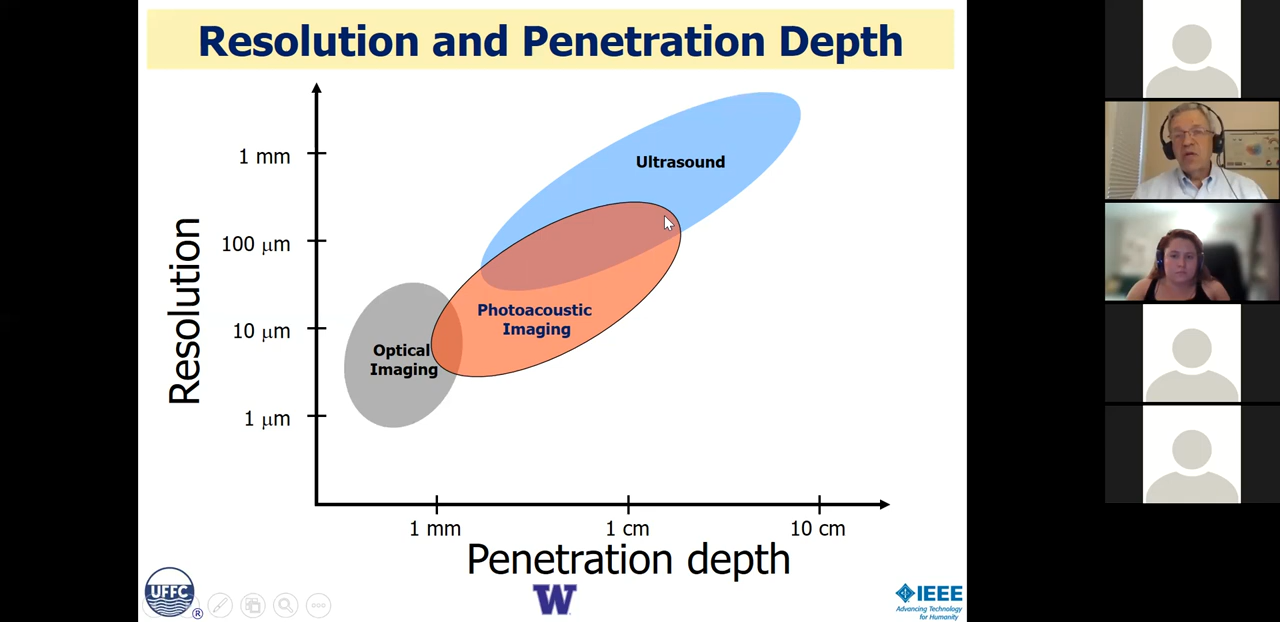 Resolution and Penetration Depth
Resolution
1 mm
100 μm
10 μm
1 μm
Ultrasound
Photoacoustic
Imaging
Optical
Imaging
1 mm
1 cm
10 cm
Penetration depth
UFFC
®
W
IEEE
Advancing Technology
for Humanity